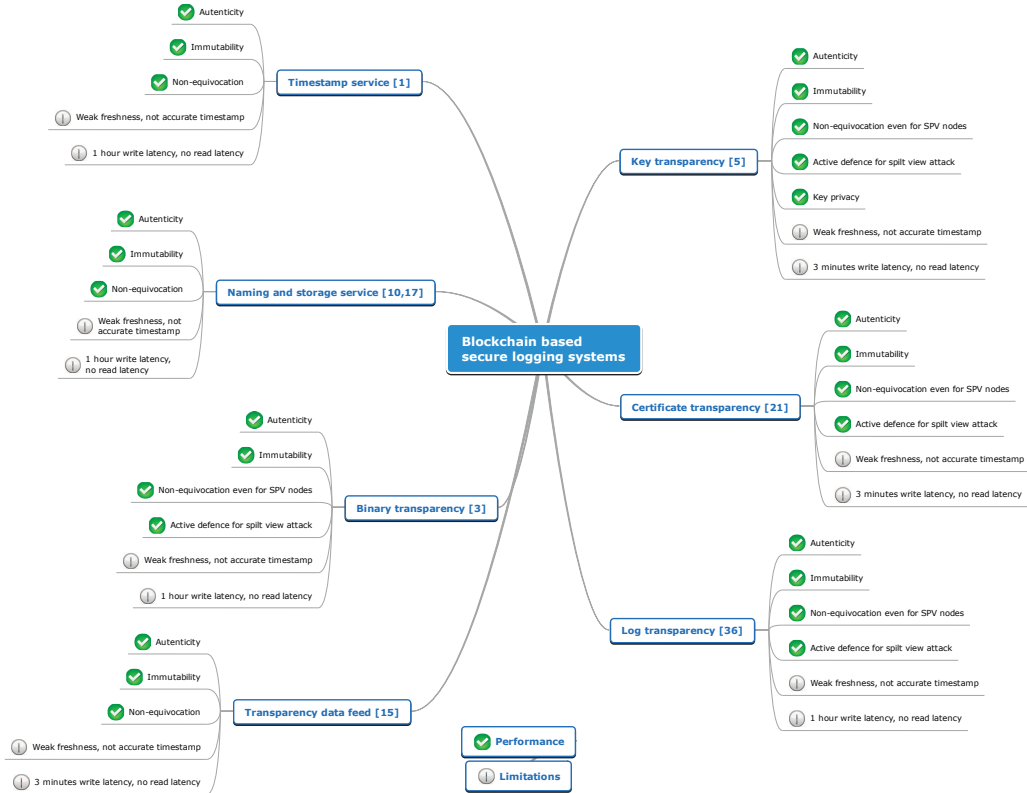 Autenticity
Immutability
Non-equivocation
Weak freshness, not accurate timestamp
1 hour write latency, no read latency
Timestamp service [1]
Autenticity
Immutability
Non-equivocation
Weak freshness, not
accurate timestamp
1 hour write latency,
no read latency
Naming and storage service [10,17]
Autenticity
Immutability
Non-equivocation even for SPV nodes
Active defence for spilt view attack
Weak freshness, not accurate timestamp
1 hour write latency, no read latency
Binary transparency [3]
Autenticity
Immutability
Non-equivocation
Weak freshness, not accurate timestamp
3 minutes write latency, no read latency
Transparency data feed [15]
Blockchain based
secure logging systems
Key transparency [5]
Autenticity
Immutability
Non-equivocation even for SPV nodes
Active defence for spilt view attack
Key privacy
Weak freshness, not accurate timestamp
3 minutes write latency, no read latency
Certificate transparency [21]
Autenticity
Immutability
Non-equivocation even for SPV nodes
Active defence for spilt view attack
Weak freshness, not accurate timestamp
3 minutes write latency, no read latency
Log transparency [36]
Autenticity
Immutability
Non-equivocation even for SPV nodes
Active defence for spilt view attack
Weak freshness, not accurate timestamp
1 hour write latency, no read latency
Performance
Limitations